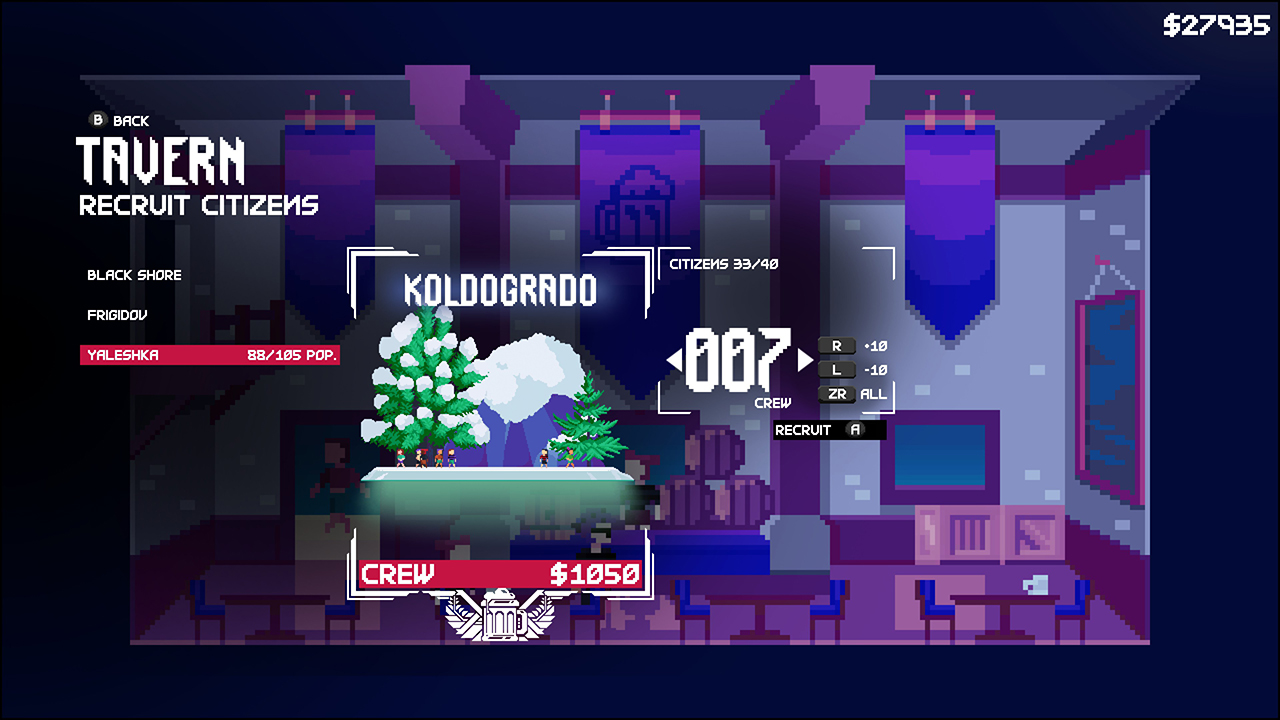 $27935
B BACK
TAVERN
RECRUIT CITIZENS
BLACK SHORE
FRIGIDOV
YALESHKA 88/105 POP.
KOLDOGRADO
CITIZENS 33/40
007
CREW
R +10
L -10
ZR ALL
RECRUIT A
CREW $1050